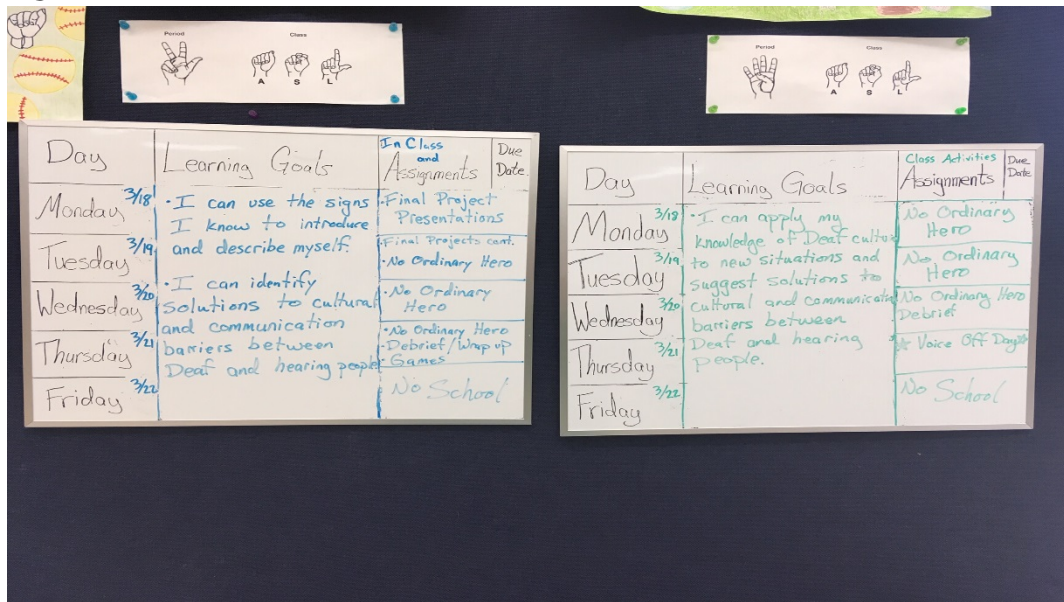 Period Class
A S L
Period Class
A S L
Day
Learning Goals
In Class
and
Assignments
Due
Date
Monday 3/18
Tuesday 3/19
Wednesday 3/20
Thursday 3/21
Friday 3/22
• I can use the signs
I know to introduce
and describe myself.
• I can identify
solutions to cultural
and communication
barriers between
Deaf and hearing people
• Final Project
Presentations
• Final Projects cont.
• No Ordinary Hero
• No Ordinary
Hero
• No Ordinary Hero
• Debrief/Wrap up
• Games
No School
Day
Learning Goals
Class Activities
Assignments
Due
Date
Monday 3/18
Tuesday 3/19
Wednesday 3/20
Thursday 3/21
Friday 3/22
• I can apply my
knowledge of Deaf culture
to new situations and
suggest solutions to
cultural and communication
barriers between
Deaf and hearing
people.
No Ordinary
Hero
No Ordinary
Hero
No Ordinary Hero
Debrief
☆ Voice Off Day ☆
No School